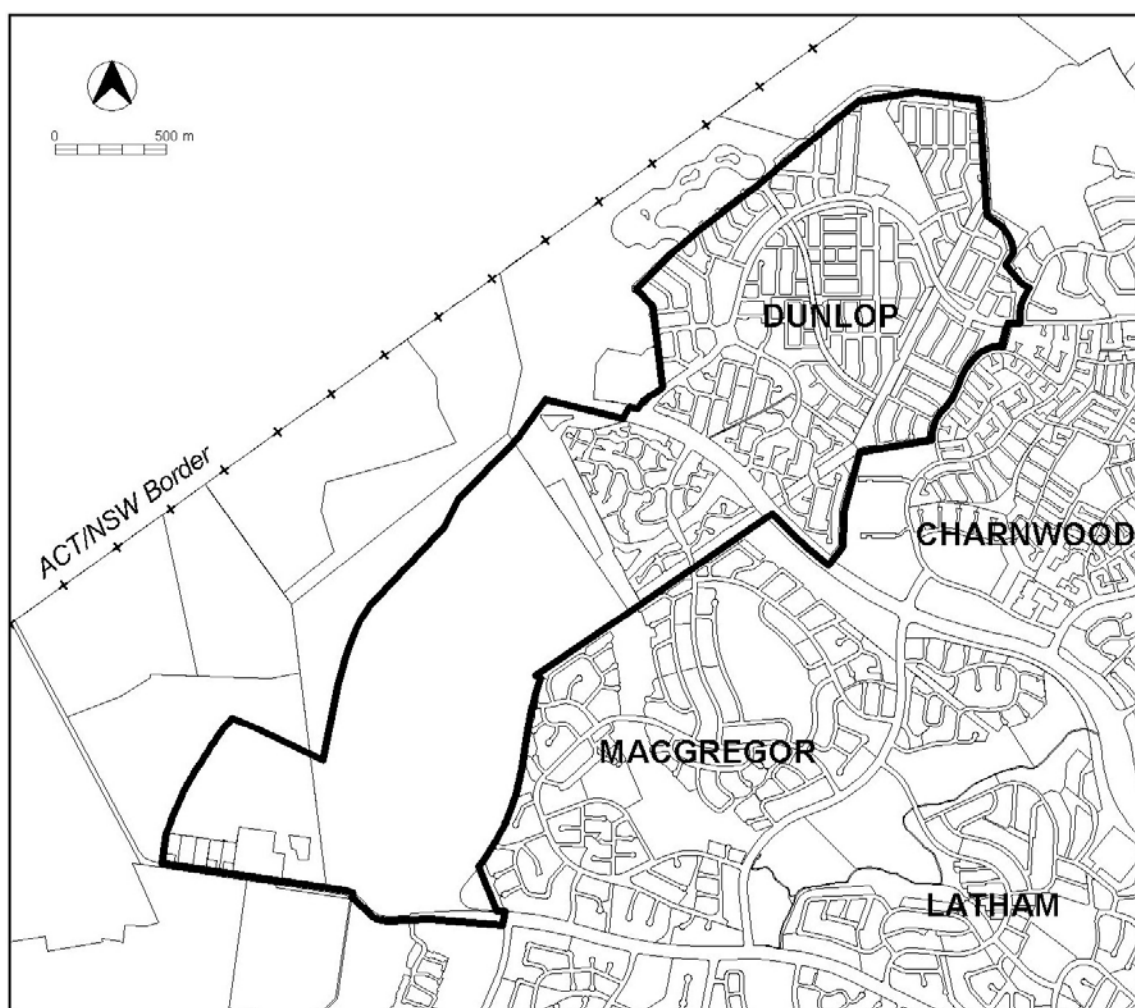 0 500 m
DUNLOP
ACT/NSW Border
CHARNWOOD
MACGREGOR
LATHAM